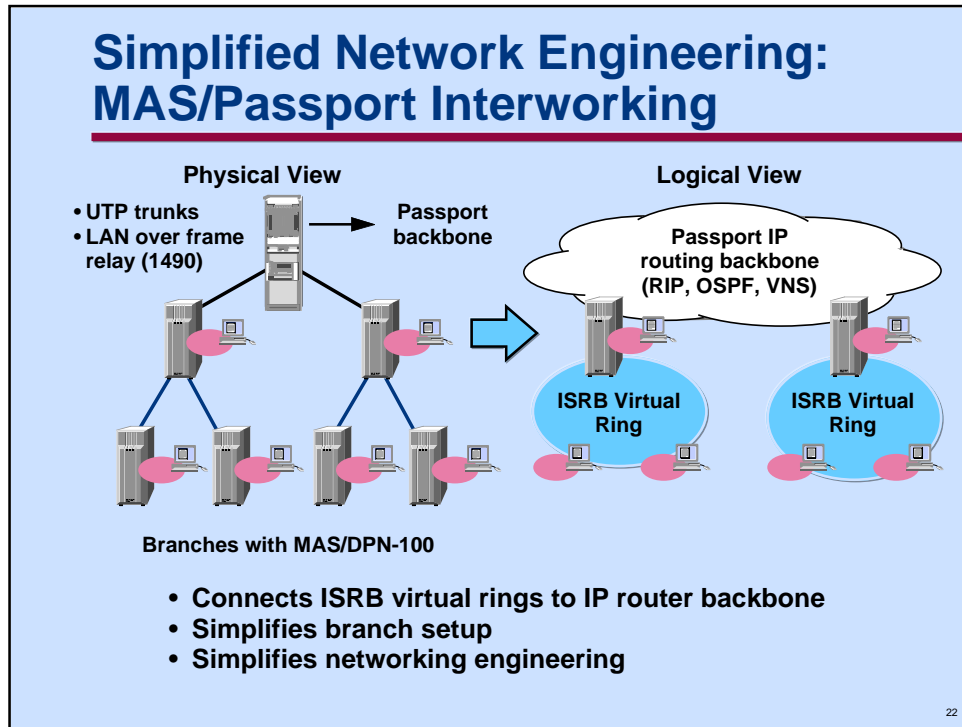 Simplified Network Engineering:
MAS/Passport Interworking
Physical View
• UTP trunks
• LAN over frame
relay (1490)
Passport
backbone
Branches with MAS/DPN-100
Logical View
Passport IP
routing backbone
(RIP, OSPF, VNS)
ISRB Virtual
Ring
ISRB Virtual
Ring
• Connects ISRB virtual rings to IP router backbone
• Simplifies branch setup
• Simplifies networking engineering
22